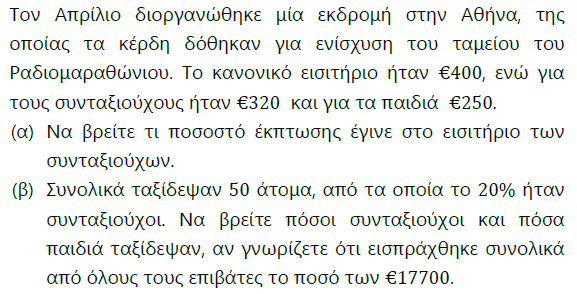 Τον Απρίλιο διοργανώθηκε μία εκδρομή στην Αθήνα, της
οποίας τα κέρδη δόθηκαν για ενίσχυση του ταμείου του
Ραδιομαραθώνιου. Το κανονικό εισιτήριο ήταν €400, ενώ για
τους συνταξιούχους ήταν €320 και για τα παιδιά €250.
(α) Να βρείτε τι ποσοστό έκπτωσης έγινε στο εισιτήριο των
συνταξιούχων.
(β) Συνολικά ταξίδεψαν 50 άτομα, από τα οποία το 20% ήταν
συνταξιούχοι. Να βρείτε πόσοι συνταξιούχοι και πόσα
παιδιά ταξίδεψαν, αν γνωρίζετε ότι εισπράχθηκε συνολικά
από όλους τους επιβάτες το ποσό των €17700.